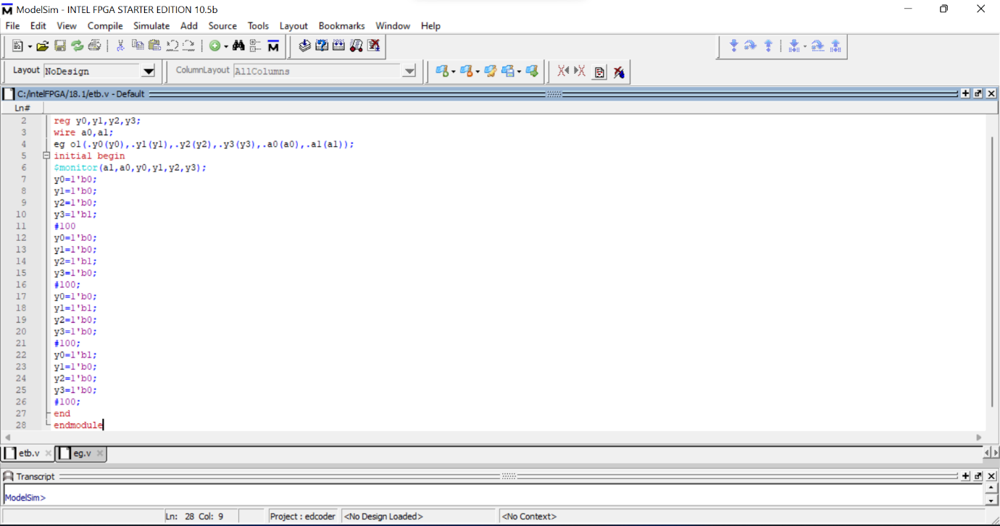 ModelSim - INTEL FPGA STARTER EDITION 10.5b
File Edit View Compile Simulate Add Source Tools Layout Bookmarks Window Help
Layout NoDesign ColumnLayout AllColumns
C:/intelFPGA/18.1/etb.v - Default
Ln#
2 reg y0,y1,y2,y3;
3 wire a0,a1;
4 eg o1(.y0(y0),.y1(y1),.y2(y2),.y3(y3),.a0(a0),.a1(a1));
5 initial begin
6 $monitor(a1,a0,y0,y1,y2,y3);
7 y0=1'b0;
8 y1=1'b0;
9 y2=1'b0;
10 y3=1'b1;
11 #100
12 y0=1'b0;
13 y1=1'b0;
14 y2=1'b1;
15 y3=1'b0;
16 #100;
17 y0=1'b0;
18 y1=1'b1;
19 y2=1'b0;
20 y3=1'b0;
21 #100;
22 y0=1'b1;
23 y1=1'b0;
24 y2=1'b0;
25 y3=1'b0;
26 #100;
27 end
28 endmodule
etb.v eg.v
Transcript
ModelSim>
Ln: 28 Col: 9 Project : edcoder <No Design Loaded> <No Context>